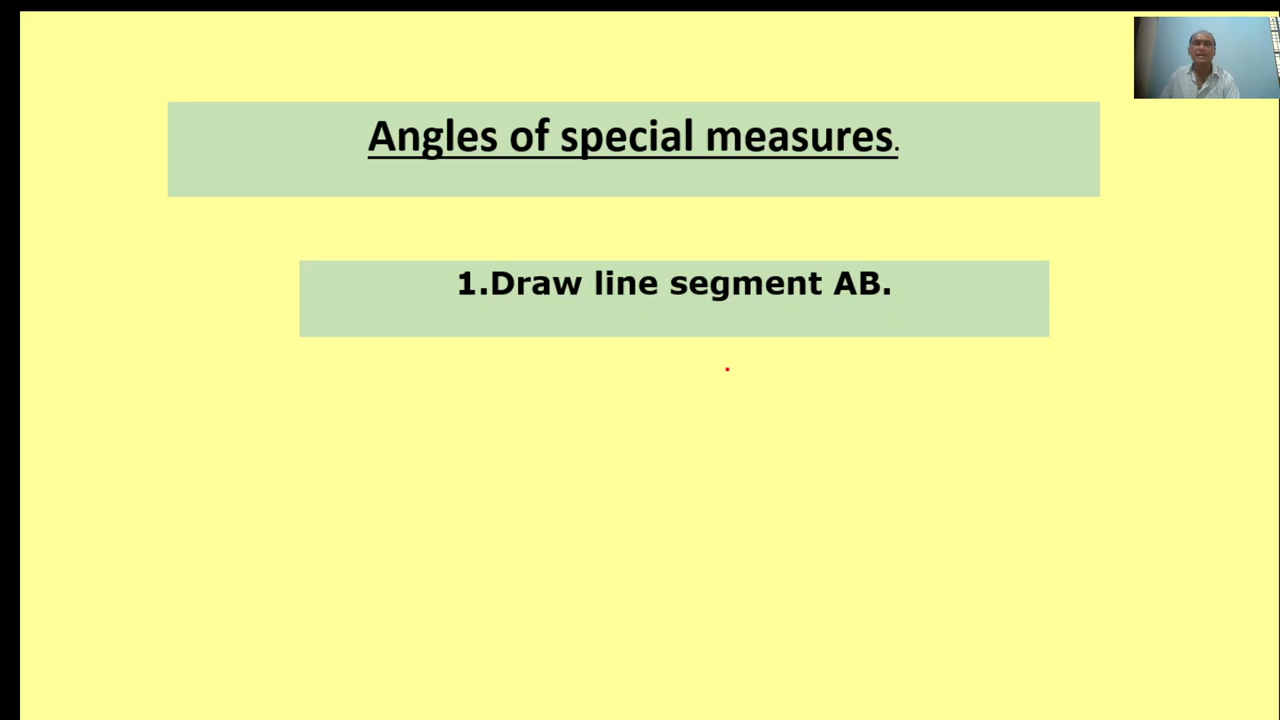 Angles of special measures.
1.Draw line segment AB.